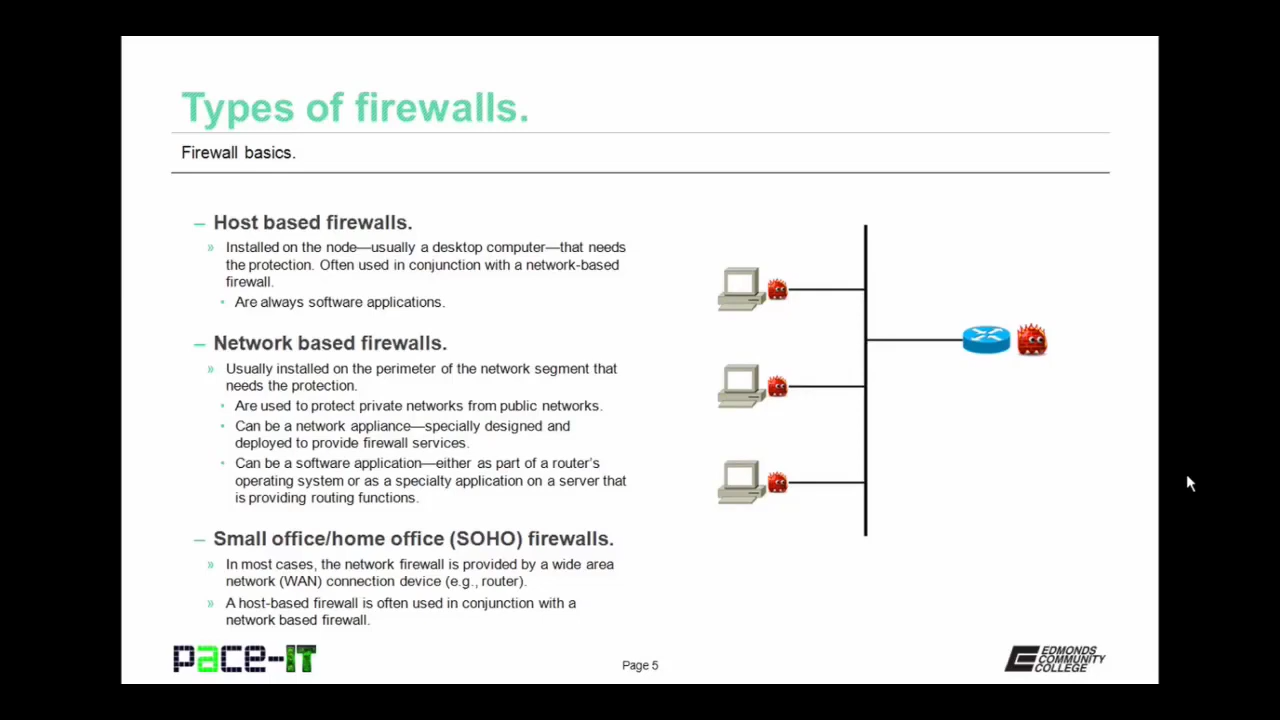 Types of firewalls.
Firewall basics.
– Host based firewalls.
» Installed on the node—usually a desktop computer—that needs
the protection. Often used in conjunction with a network-based
firewall.
• Are always software applications.
– Network based firewalls.
» Usually installed on the perimeter of the network segment that
needs the protection.
• Are used to protect private networks from public networks.
• Can be a network appliance—specially designed and
deployed to provide firewall services.
• Can be a software application—either as part of a router's
operating system or as a specialty application on a server that
is providing routing functions.
– Small office/home office (SOHO) firewalls.
» In most cases, the network firewall is provided by a wide area
network (WAN) connection device (e.g., router).
» A host-based firewall is often used in conjunction with a
network based firewall.
pace-IT
Page 5
EDMONDS
COMMUNITY
COLLEGE